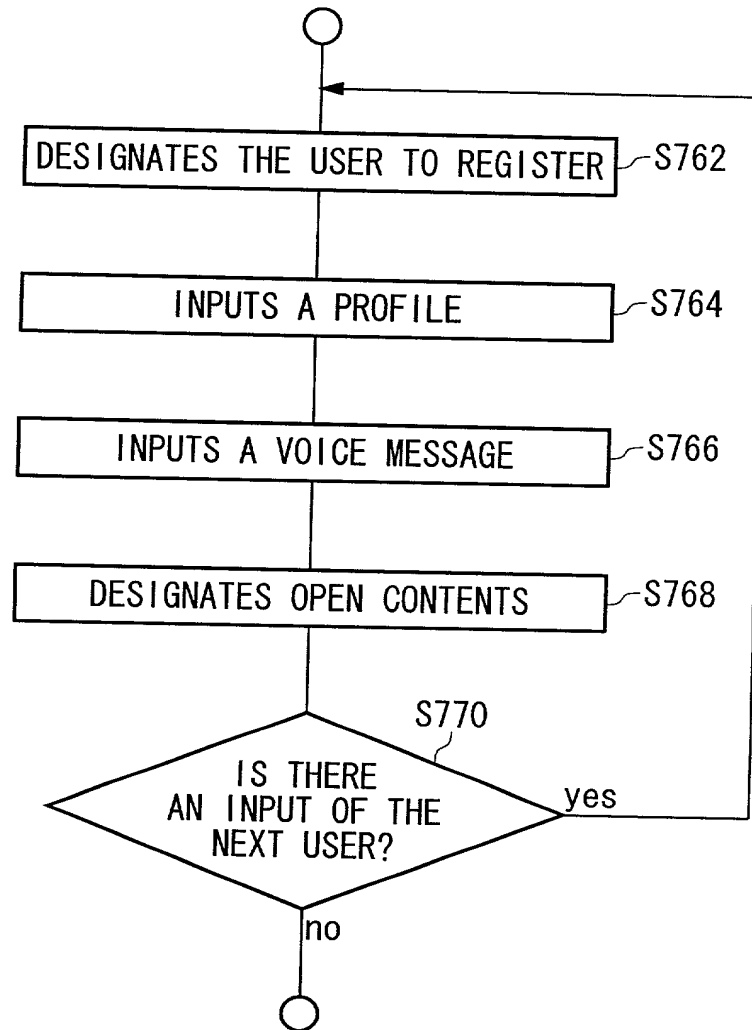 DESIGNATES THE USER TO REGISTER S762
INPUTS A PROFILE S764
INPUTS A VOICE MESSAGE S766
DESIGNATES OPEN CONTENTS S768
S770
IS THERE
AN INPUT OF THE
NEXT USER?
yes
no